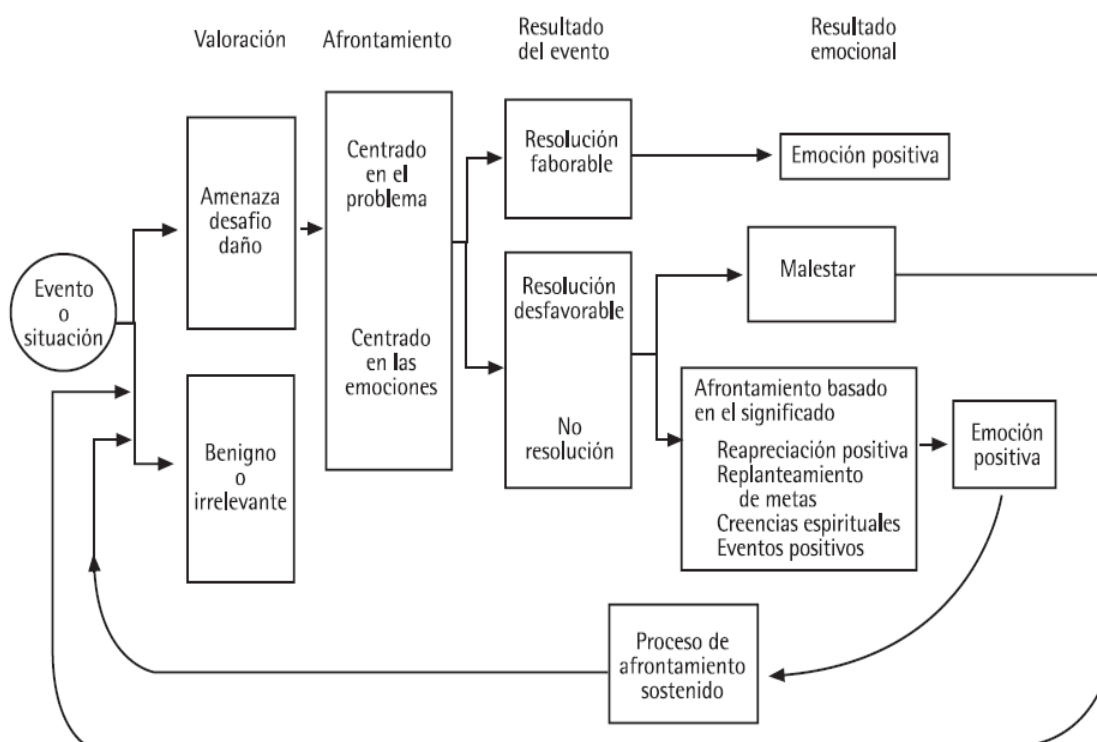 Valoración
Afrontamiento
Resultado
del evento
Resultado
emocional
Evento
o
situación
Amenaza
desafio
daño
Benigno
o
irrelevante
Centrado
en el
problema
Centrado
en las
emociones
Resolución
faborable
Resolución
desfavorable
No
resolución
Emoción positiva
Malestar
Afrontamiento basado
en el significado
Reapreciación positiva
Replanteamiento
de metas
Creencias espirituales
Eventos positivos
Emoción
positiva
Proceso de
afrontamiento
sostenido